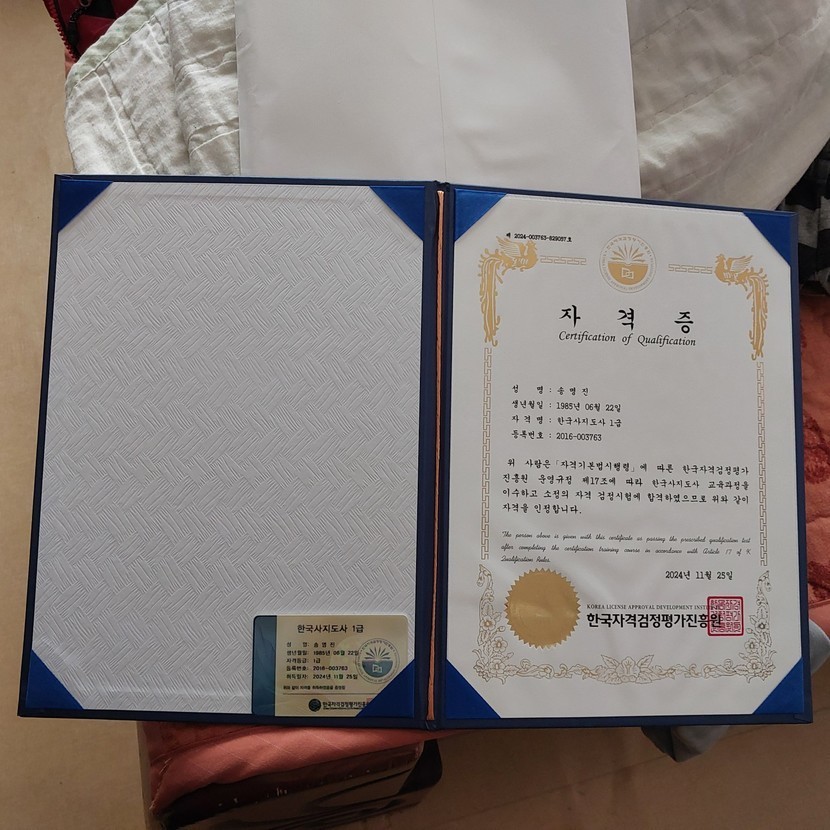 한국사지도사 1급
성 명: 송명진
생년월일: 1985년 06월 22일
자격등급: 1급
등록번호: 2016-003763
취득일자: 2024년 11월 25일
한국자격검정평가진흥원
제 2024-003763-829037호
자 격 증
Certification of Qualification
성 명 : 송 명 진
생년월일 : 1985년 06월 22일
자 격 명 : 한국사지도사 1급
등록번호 : 2016-003763
위 사람은 「자격기본법시행령」에 따른 한국자격검정평가
진흥원 운영규정 제17조에 따라 한국사지도사 교육과정을
이수하고 소정의 자격 검정시험에 합격하였으므로 위와 같이
자격을 인정합니다.
The person above is given with this certificate as passing the prescribed qualification test
after completing the certification training course in accordance with Article 17 of K
Qualification Rules.
2024년 11월 25일
KOREA LICENSE APPROVAL DEVELOPMENT INSTIT
한국자격검정평가진흥원